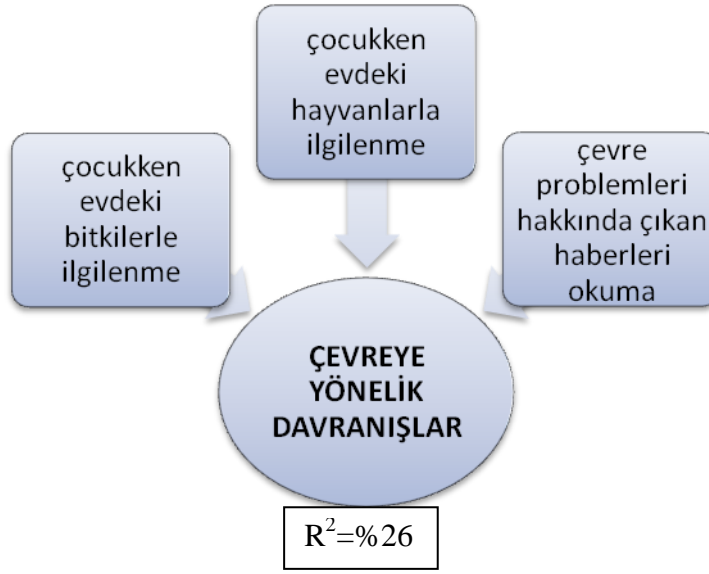 çocukken
evdeki
hayvanlarla
ilgilenme
çocukken
evdeki
bitkilerle
ilgilenme
çevre
problemleri
hakkında çıkan
haberleri
okuma
ÇEVREYE
YÖNELİK
DAVRANIŞLAR
R²=%26